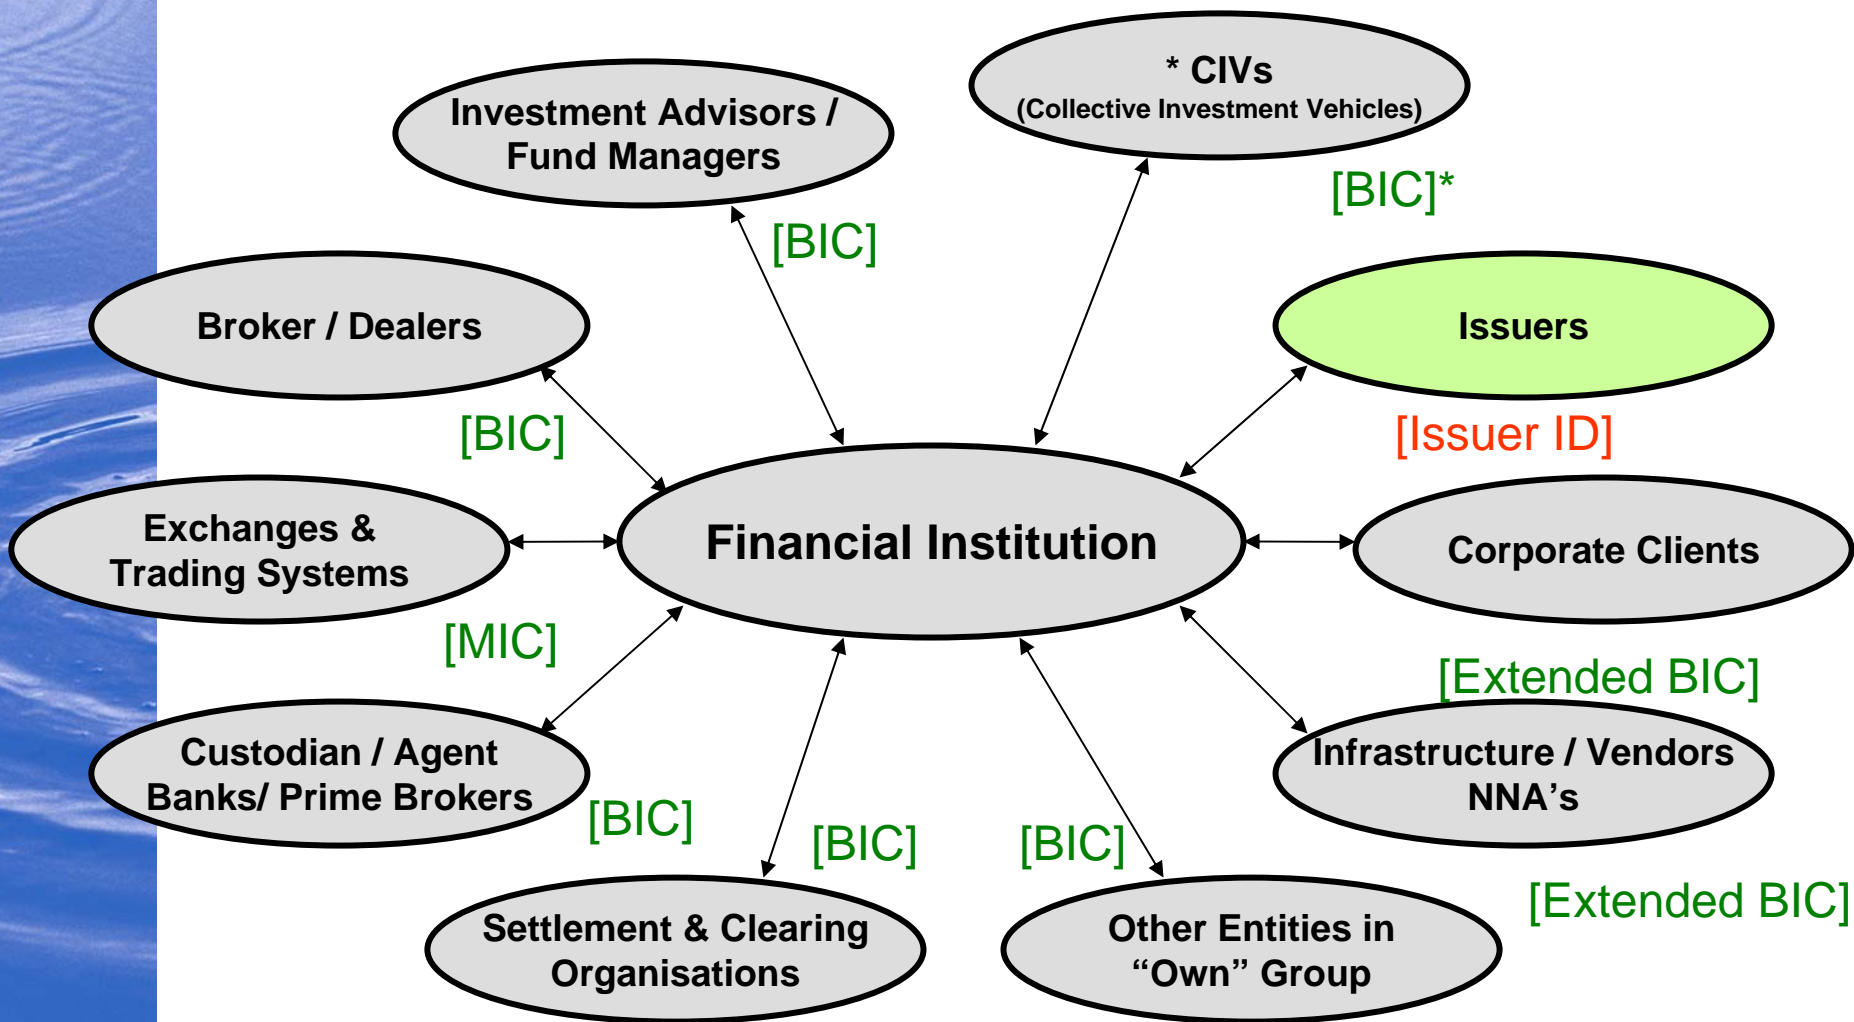 * CIVs
(Collective Investment Vehicles)
[BIC]*
Investment Advisors /
Fund Managers
[BIC]
Broker / Dealers
[BIC]
Issuers
[Issuer ID]
Exchanges &
Trading Systems
[MIC]
Financial Institution
Corporate Clients
[Extended BIC]
Custodian / Agent
Banks/ Prime Brokers
[BIC]
Infrastructure / Vendors
NNA’s
[Extended BIC]
[BIC]
Settlement & Clearing
Organisations
[BIC]
Other Entities in
“Own” Group